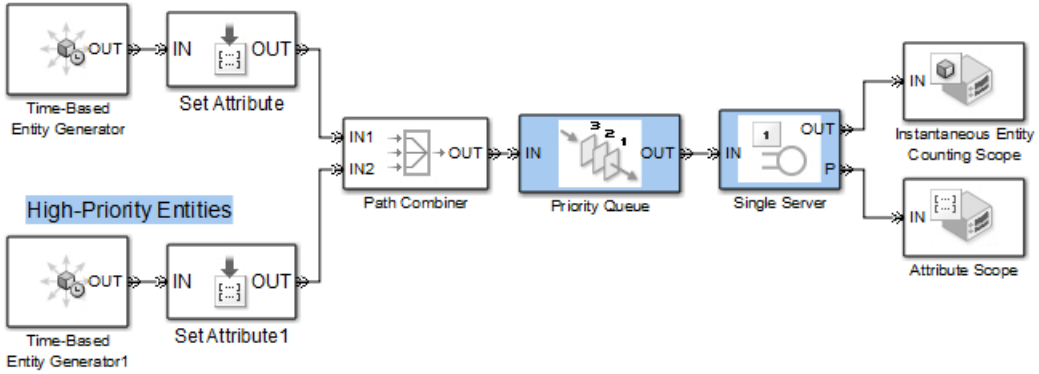 OUT
Time-Based
Entity Generator
IN [...] OUT
Set Attribute
High-Priority Entities
OUT
Time-Based
Entity Generator1
IN [...] OUT
Set Attribute1
IN1
IN2
OUT
Path Combiner
IN 3 2 1 OUT
Priority Queue
IN 1 OUT
P
Single Server
IN
Instantaneous Entity
Counting Scope
IN [...]
Attribute Scope